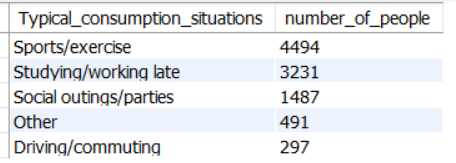 Typical_consumption_situations number_of_people
Sports/exercise 4494
Studying/working late 3231
Social outings/parties 1487
Other 491
Driving/commuting 297